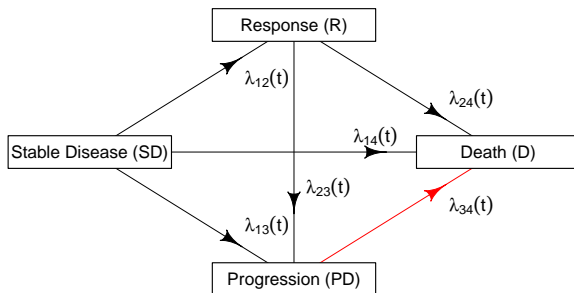 Response (R)
λ12(t)
λ24(t)
Stable Disease (SD)
λ14(t)
Death (D)
λ23(t)
λ34(t)
λ13(t)
Progression (PD)